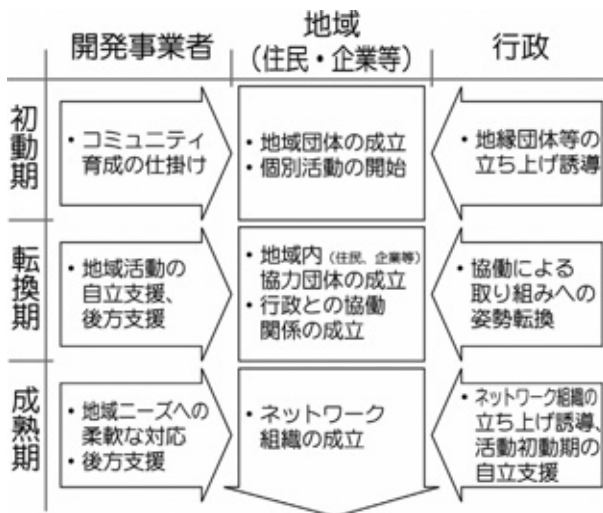 開発事業者
地域
(住民・企業等)
行政
初動期
・コミュニティ
育成の仕掛け
・地域団体の成立
・個別活動の開始
・地縁団体等の
立ち上げ誘導
転換期
・地域活動の
自立支援、
後方支援
・地域内(住民、企業等)
協力団体の成立
・行政との協働
関係の成立
・協働による
取り組みへの
姿勢転換
成熟期
・地域ニーズへの
柔軟な対応
・後方支援
・ネットワーク
組織の成立
・ネットワーク組織の
立ち上げ誘導、
活動初動期の
自立支援